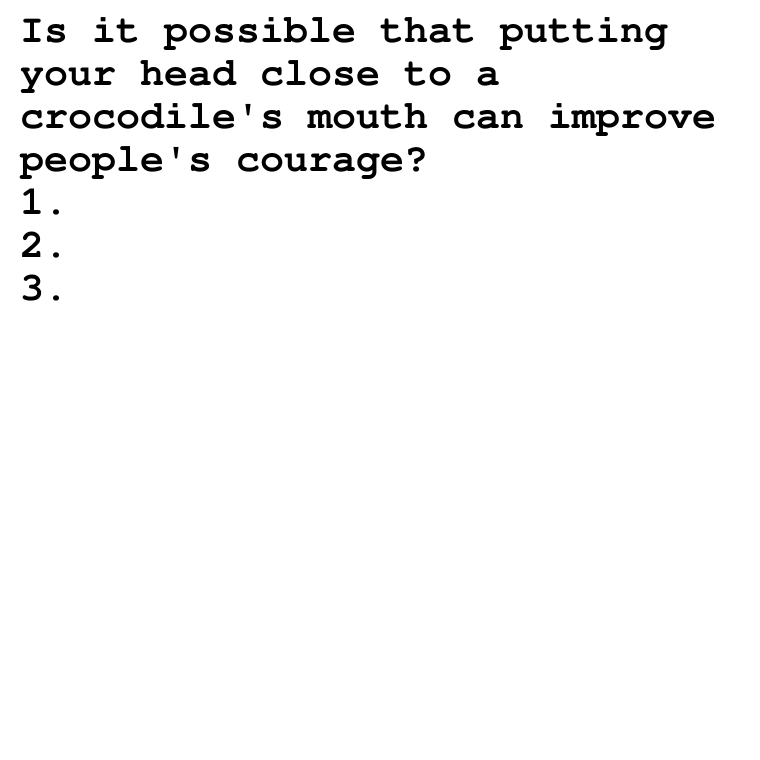 Is it possible that putting
your head close to a
crocodile's mouth can improve
people's courage?
1.
2.
3.